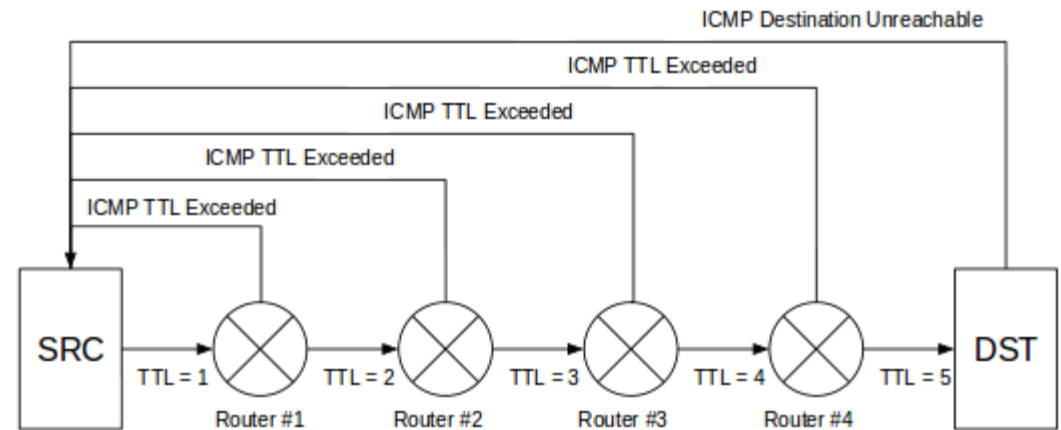 ICMP Destination Unreachable
ICMP TTL Exceeded
ICMP TTL Exceeded
ICMP TTL Exceeded
ICMP TTL Exceeded
SRC
DST
TTL = 1
TTL = 2
TTL = 3
TTL = 4
TTL = 5
Router #1
Router #2
Router #3
Router #4